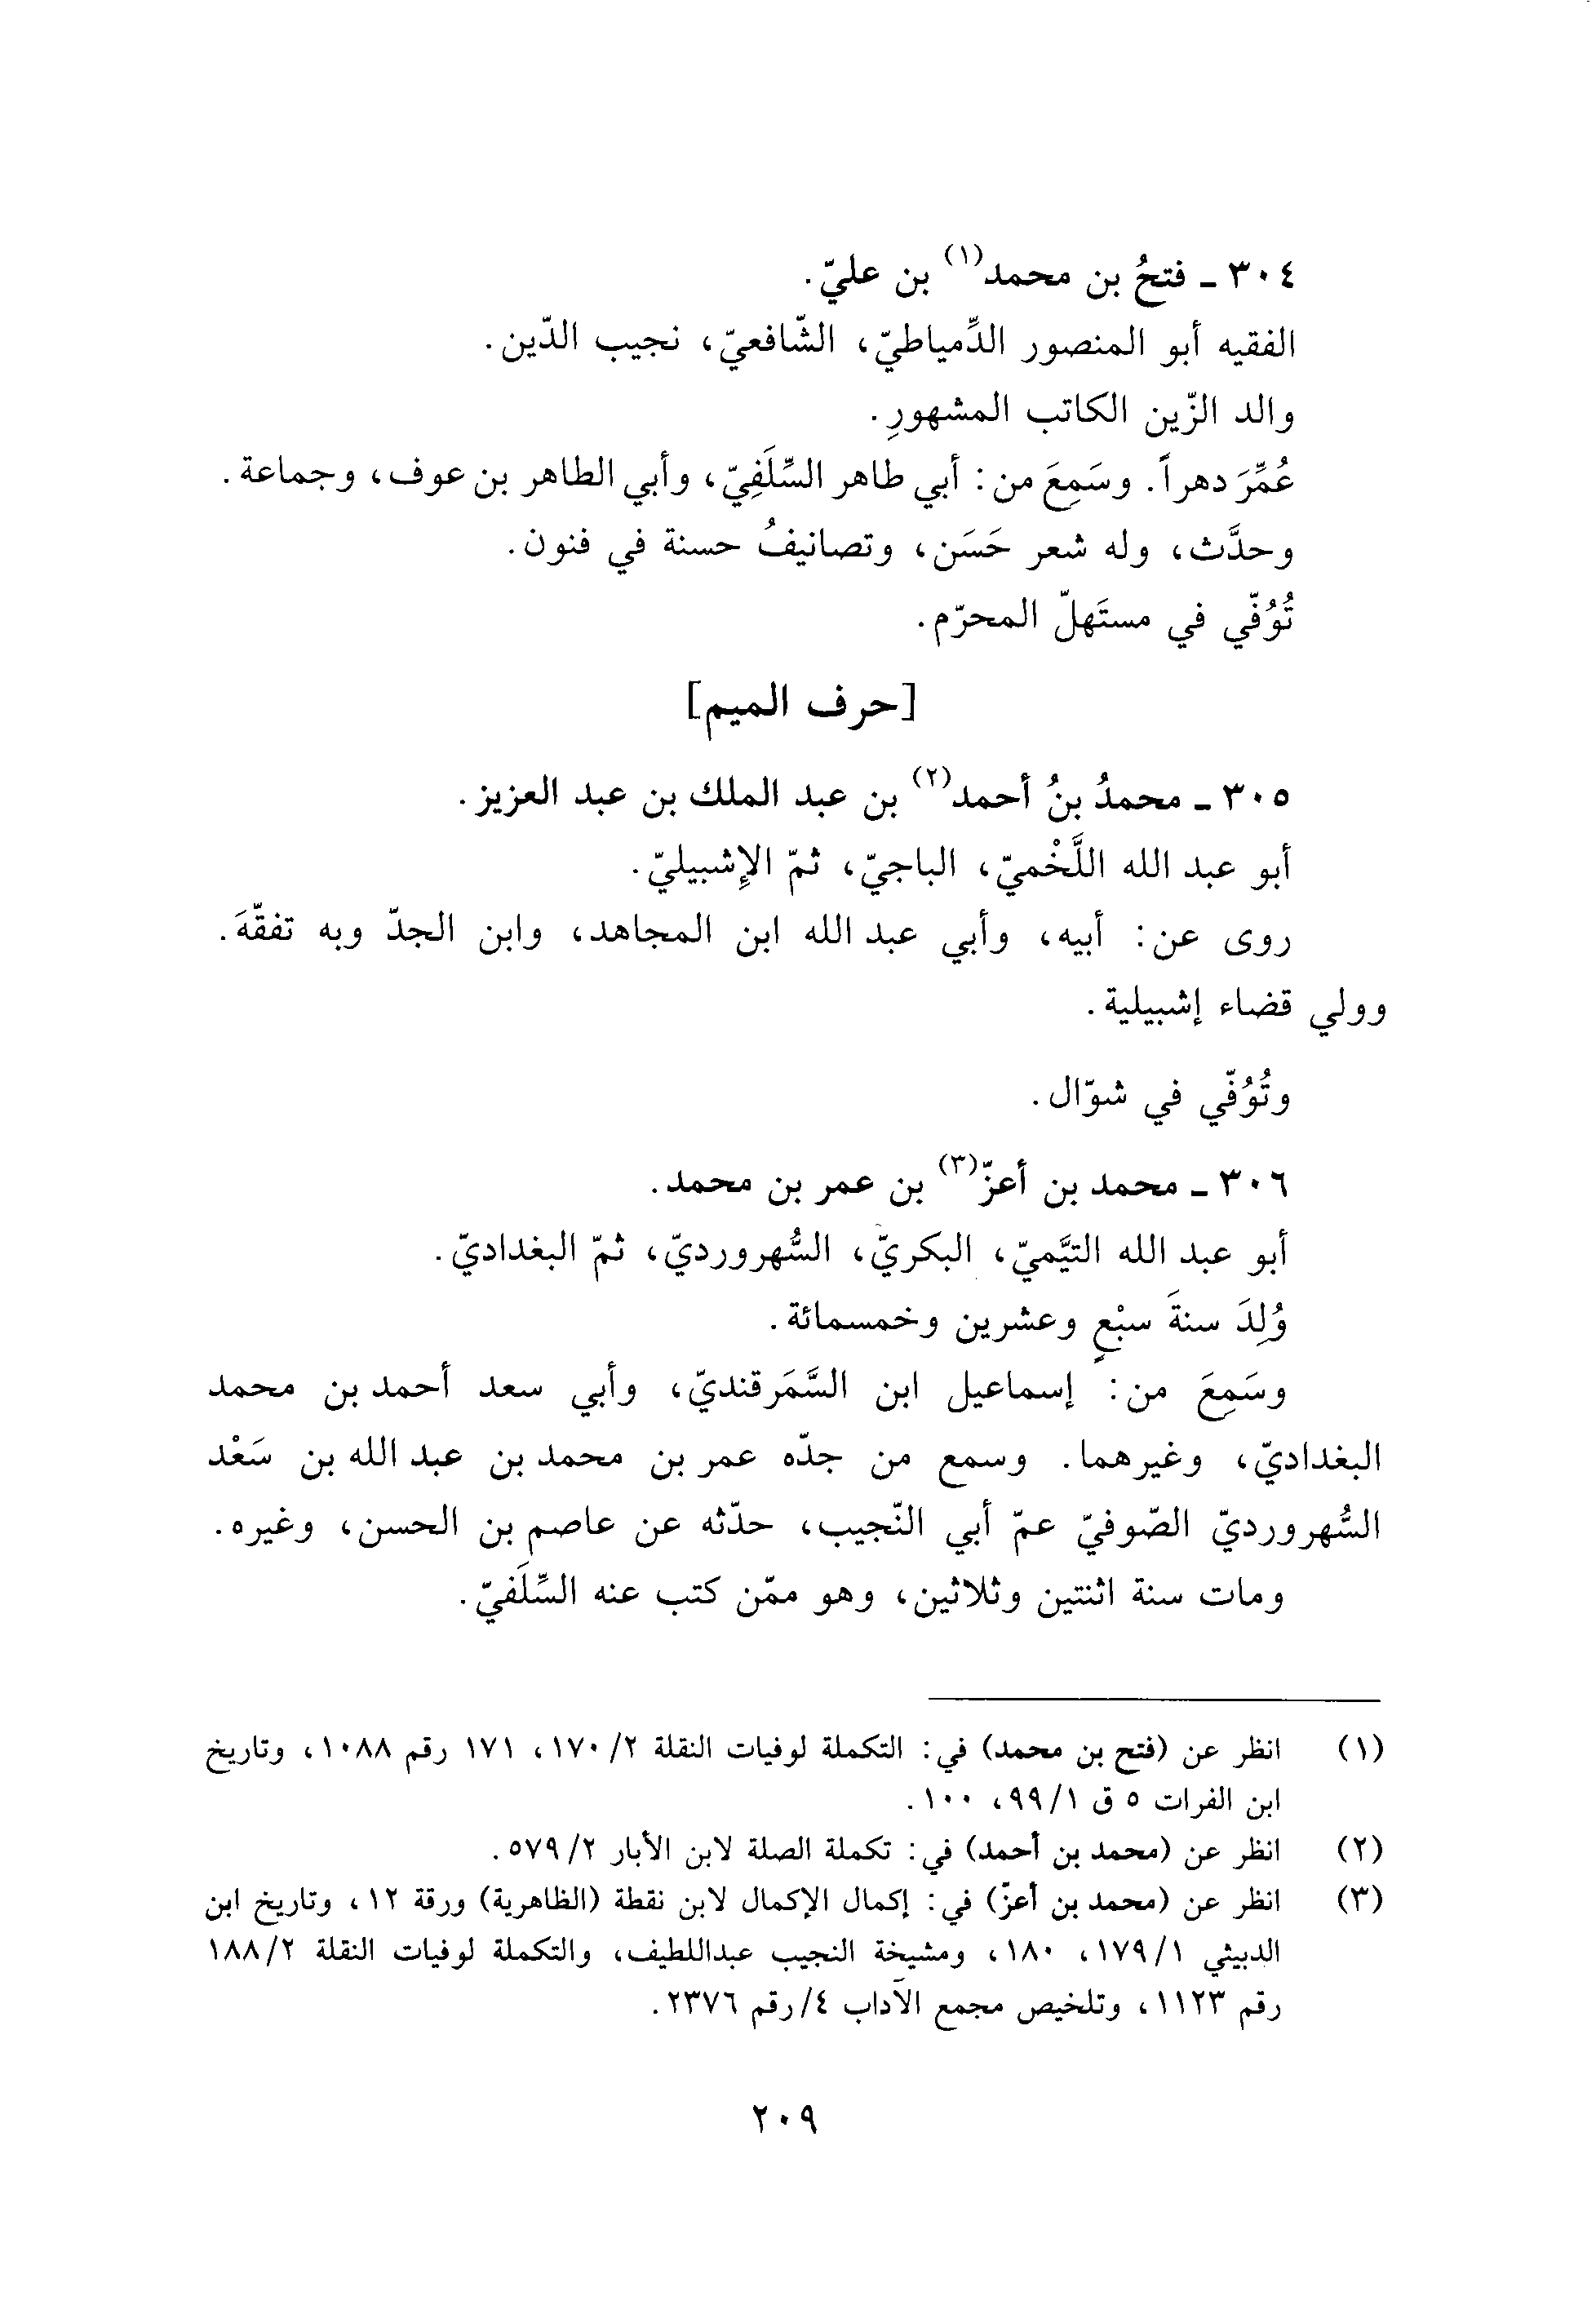 ٣٠٤ ـ فتحُ بن محمد(١) بن عليّ.
الفقيه أبو المنصور الدِّمياطيّ، الشّافعيّ، نجيب الدّين.
والد الزّين الكاتب المشهورِ.
عُمِّرَ دهراً. وسَمِعَ من: أبي طاهر السِّلَفِيّ، وأبي الطاهر بن عوف، وجماعة.
وحدَّث، وله شعر حَسَن، وتصانيفُ حسنة في فنون.
تُوُفّي في مستَهلّ المحرّم.
[حرف الميم]
٣٠٥ ـ محمدُ بنُ أحمد(٢) بن عبد الملك بن عبد العزيز.
أبو عبد الله اللَّخْميّ، الباجيّ، ثمّ الإشبيليّ.
روى عن: أبيه، وأبي عبد الله ابن المجاهد، وابن الجدّ وبه تفقّهَ.
وولي قضاء إشبيلية.
وتُوُفّي في شوّال.
٣٠٦ ـ محمد بن أعزّ(٣) بن عمر بن محمد.
أبو عبد الله التيَّميّ، البكريّ، السُّهرورديّ، ثمّ البغداديّ.
وُلِدَ سنةَ سبْعٍ وعشرين وخمسمائة.
وسَمِعَ من: إسماعيل ابن السَّمَرقنديّ، وأبي سعد أحمد بن محمد
البغداديّ، وغيرهما. وسمع من جدّه عمر بن محمد بن عبد الله بن سَعْد
السُّهرورديّ الصّوفيّ عمّ أبي النّجيب، حدّثه عن عاصم بن الحسن، وغيره.
ومات سنة اثنتين وثلاثين، وهو ممّن كتب عنه السِّلَفيّ.
(١) انظر عن (فتح بن محمد) في: التكملة لوفيات النقلة ٢/ ١٧٠، ١٧١ رقم ١٠٨٨، وتاريخ
ابن الفرات ٥ ق ١/ ٩٩، ١٠٠.
(٢) انظر عن (محمد بن أحمد) في: تكملة الصلة لابن الأبار ٢/ ٥٧٩.
(٣) انظر عن (محمد بن أعزّ) في: إكمال الإكمال لابن نقطة (الظاهرية) ورقة ١٢، وتاريخ ابن
الدبيثي ١/ ١٧٩، ١٨٠، ومشيخة النجيب عبداللطيف، والتكملة لوفيات النقلة ٢/ ١٨٨
رقم ١١٢٣، وتلخيص مجمع الآداب ٤/ رقم ٢٣٧٦.
٢٠٩